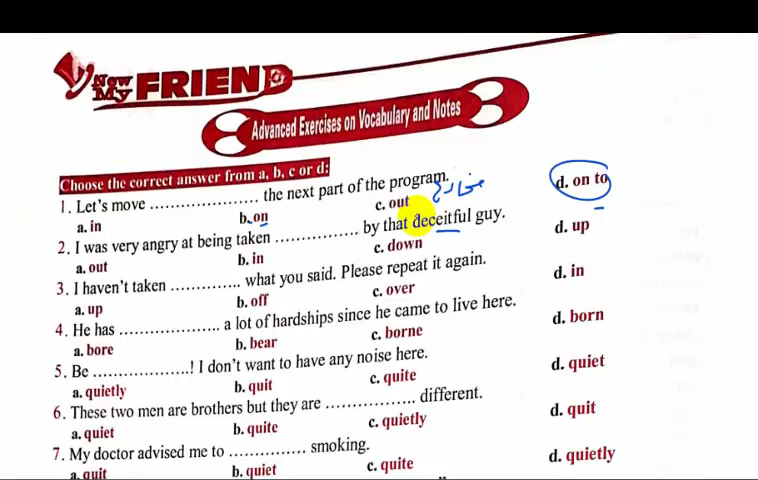 New My FRIEND
Advanced Exercises on Vocabulary and Notes
Choose the correct answer from a, b, c or d:
1. Let's move .................... the next part of the program.
a. in b. on c. out d. on to
2. I was very angry at being taken ............... by that deceitful guy.
a. out b. in c. down d. up
3. I haven't taken ............. what you said. Please repeat it again.
a. up b. off c. over d. in
4. He has .................. a lot of hardships since he came to live here.
a. bore b. bear c. borne d. born
5. Be .................! I don't want to have any noise here.
a. quietly b. quit c. quite d. quiet
6. These two men are brothers but they are ................ different.
a. quiet b. quite c. quietly d. quit
7. My doctor advised me to .............. smoking.
a. quit b. quiet c. quite d. quietly